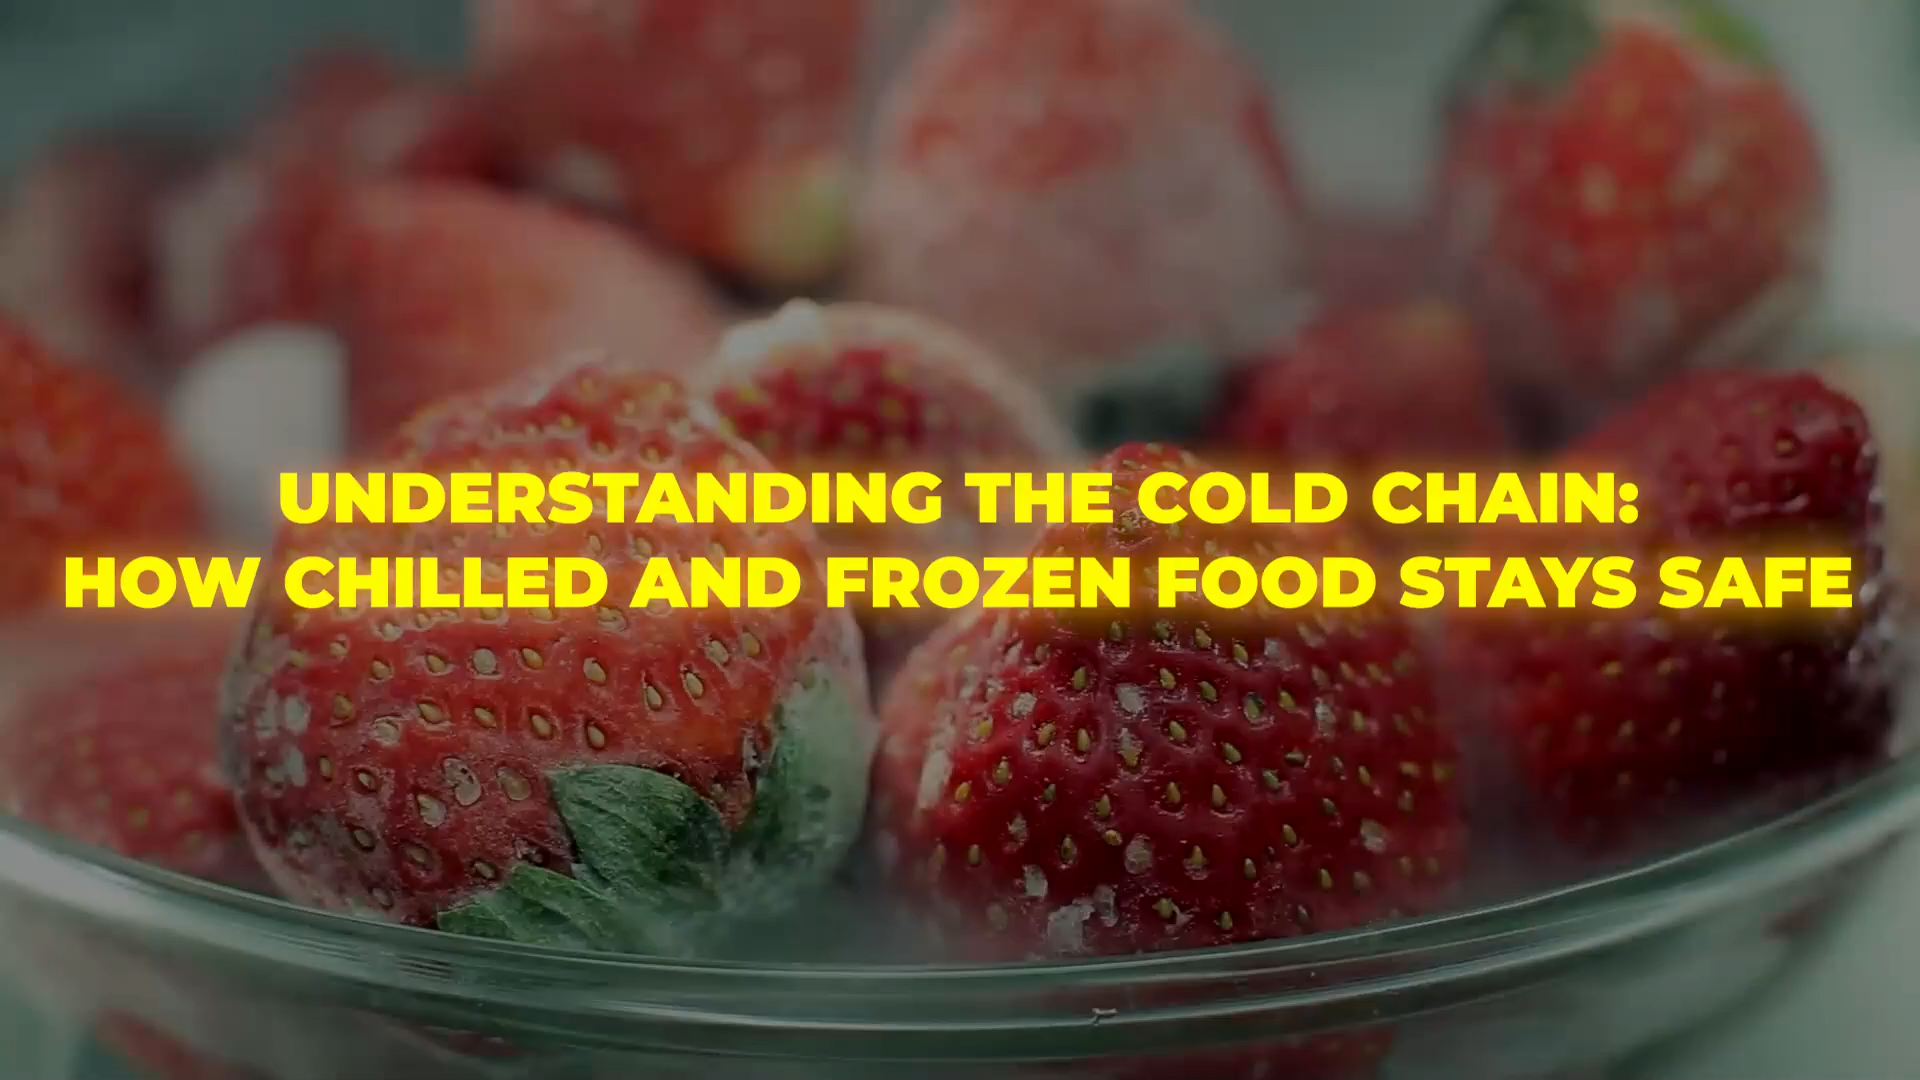 UNDERSTANDING THE COLD CHAIN:
HOW CHILLED AND FROZEN FOOD STAYS SAFE